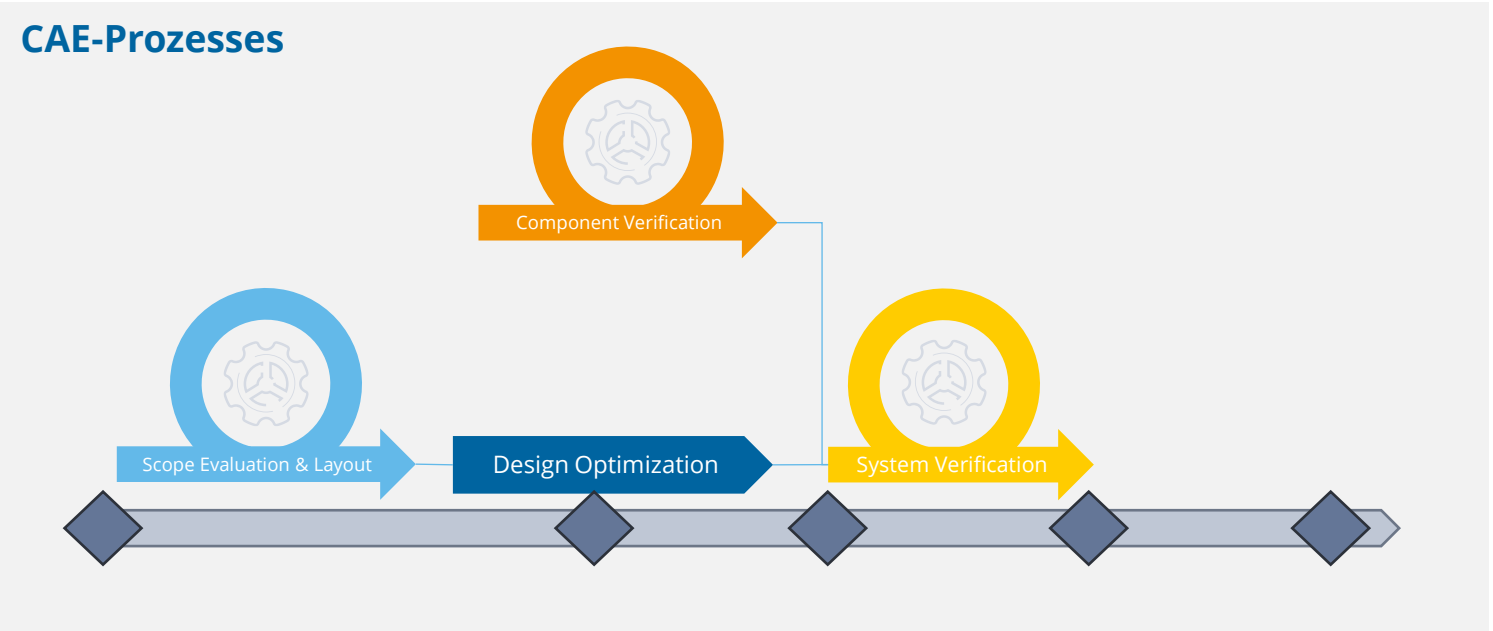 CAE-Prozesses
Component Verification
Scope Evaluation & Layout
Design Optimization
System Verification